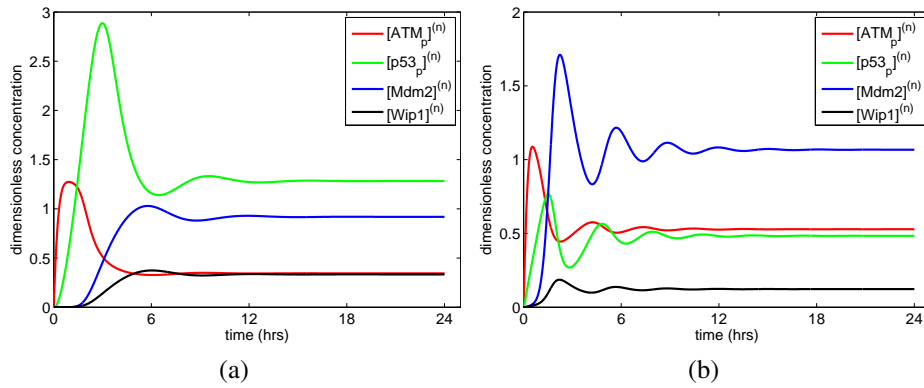 3
2.5
2
1.5
1
0.5
0
0 6 12 18 24
dimensionless concentration
time (hrs)
[ATM_p]^(n)
[p53_p]^(n)
[Mdm2]^(n)
[Wip1]^(n)
(a)
2
1.5
1
0.5
0
0 6 12 18 24
dimensionless concentration
time (hrs)
[ATM_p]^(n)
[p53_p]^(n)
[Mdm2]^(n)
[Wip1]^(n)
(b)